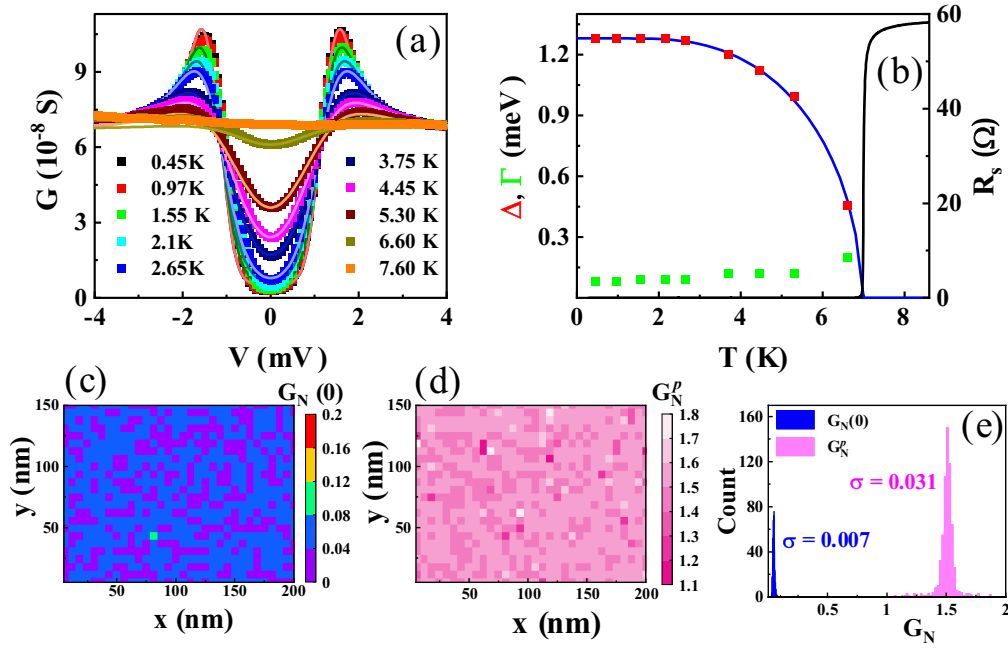 (a)
G (10⁻⁸ S)
9
6
3
0
0.45K
0.97K
1.55 K
2.1K
2.65K
3.75 K
4.45 K
5.30 K
6.60 K
7.60 K
-4 -2 0 2 4
V (mV)
(b)
Δ, Γ (meV)
1.2
0.9
0.6
0.3
60
40
20
0
Rₛ (Ω)
0 2 4 6 8
T (K)
(c)
G_N (0)
y (nm)
150
100
50
50 100 150 200
x (nm)
0.2
0.16
0.12
0.08
0.04
0
(d)
G_N^p
y (nm)
150
100
50
50 100 150 200
x (nm)
1.8
1.7
1.6
1.5
1.4
1.3
1.2
1.1
(e)
Count
160
120
80
40
0
G_N(0)
G_N^p
σ = 0.031
σ = 0.007
0.5 1 1.5 2
G_N